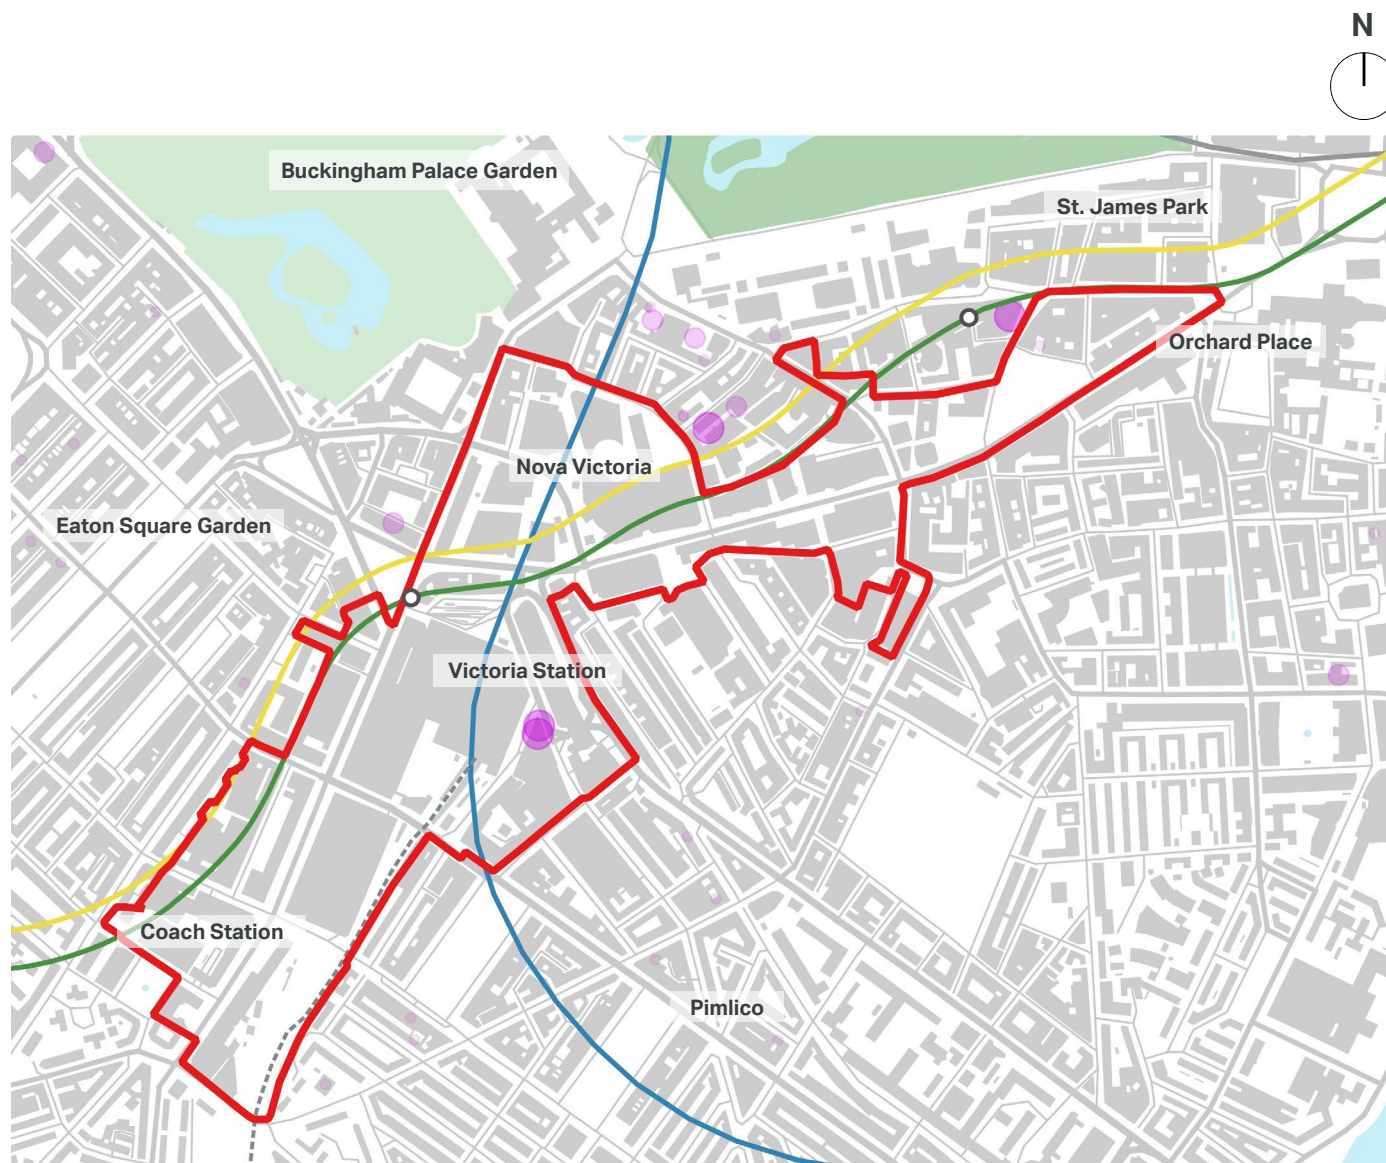 N
Buckingham Palace Garden
St. James Park
Orchard Place
Nova Victoria
Eaton Square Garden
Victoria Station
Coach Station
Pimlico